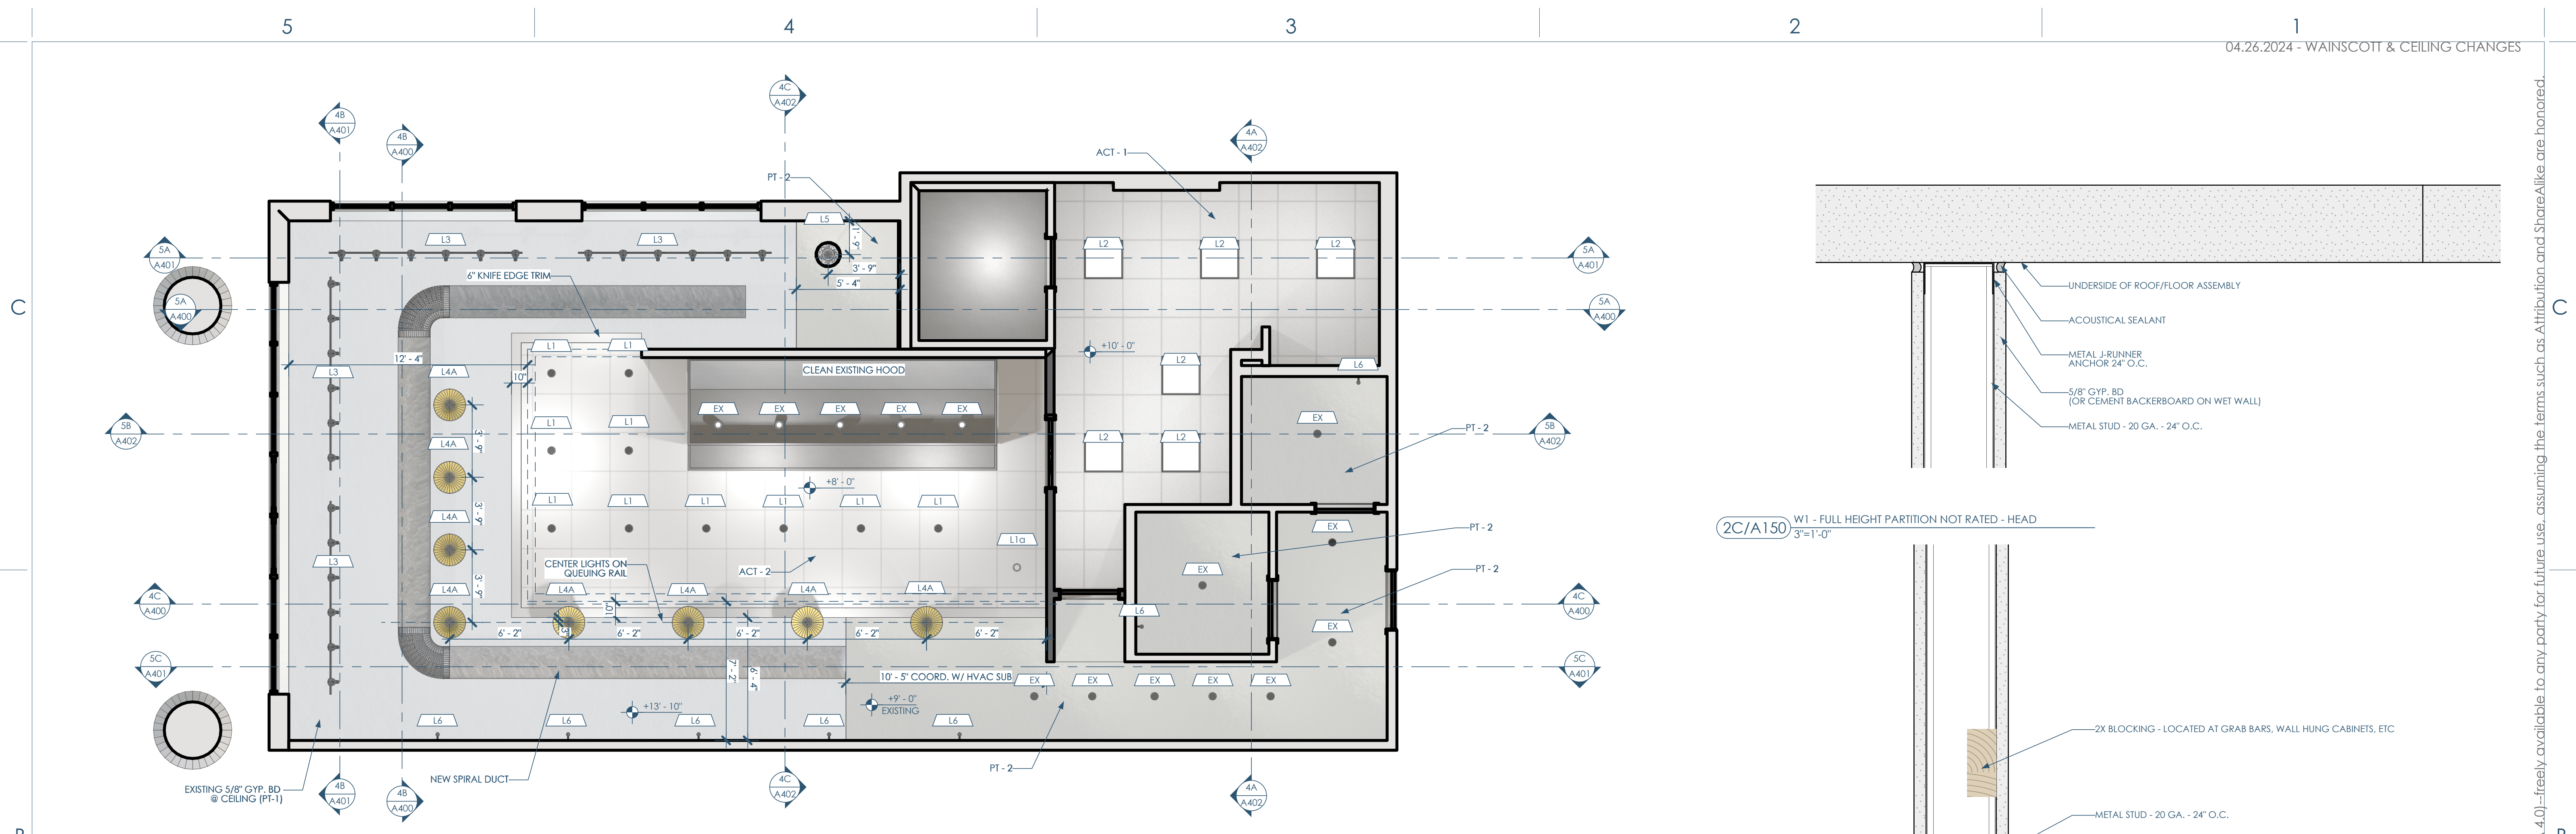 5
4
3
2
1
04.26.2024 - WAINSCOTT & CEILING CHANGES
4C
A402
4B
A401
4B
A400
4A
A402
ACT - 1
PT - 2
L5
1' - 9"
L3
L3
L2
L2
L2
5A
A401
5A
A401
6" KNIFE EDGE TRIM
3' - 9"
5' - 4"
C
C
5A
A400
5A
A400
UNDERSIDE OF ROOF/FLOOR ASSEMBLY
ACOUSTICAL SEALANT
METAL J-RUNNER
ANCHOR 24" O.C.
5/8" GYP. BD
(OR CEMENT BACKERBOARD ON WET WALL)
METAL STUD - 20 GA. - 24" O.C.
L1
L1
+10' - 0"
12' - 4"
L2
L6
L3
L4A
10"
CLEAN EXISTING HOOD
EX
EX
EX
EX
EX
EX
L1
L1
5B
A402
5B
A402
PT - 2
L4A
3' - 9"
L2
L2
+8' - 0"
L1
L1
L1
L1
L1
L1
L4A
3' - 9"
2C/A150
W1 - FULL HEIGHT PARTITION NOT RATED - HEAD
3"=1'-0"
EX
PT - 2
L1a
L3
CENTER LIGHTS ON
QUEUING RAIL
ACT - 2
EX
PT - 2
3' - 9"
L4A
L4A
L4A
L4A
L4A
4C
A400
4C
A400
10"
L6
6' - 2"
6' - 2"
6' - 2"
6' - 2"
6' - 2"
EX
5C
A401
5C
A401
7' - 2"
6' - 4"
10' - 5" COORD. W/ HVAC SUB
EX
EX
EX
EX
EX
+9' - 0"
EXISTING
+13' - 10"
L6
L6
L6
L6
L6
2X BLOCKING - LOCATED AT GRAB BARS, WALL HUNG CABINETS, ETC
PT - 2
NEW SPIRAL DUCT
EXISTING 5/8" GYP. BD
@ CEILING (PT-1)
4B
A401
4B
A400
4C
A402
4A
A402
METAL STUD - 20 GA. - 24" O.C.
4.0)--freely available to any party for future use, assuming the terms such as Attribution and ShareAlike are honored.